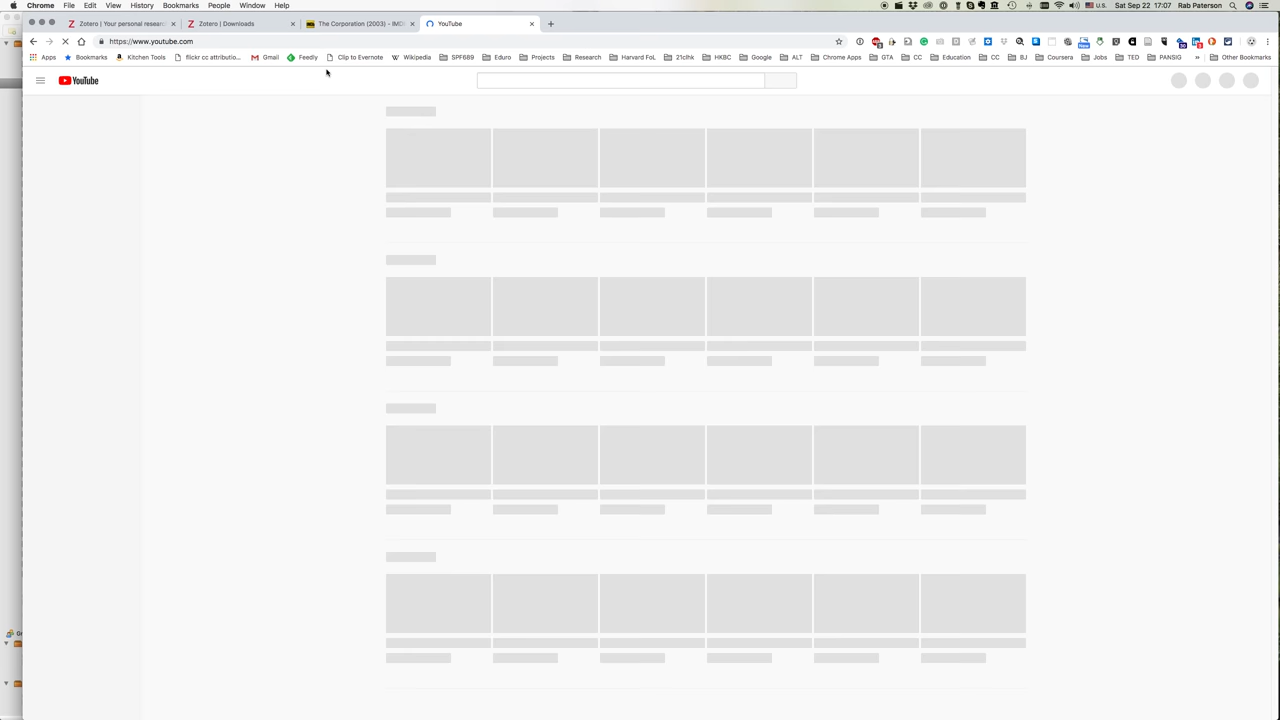 Chrome File Edit View History Bookmarks People Window Help U.S. Sat Sep 22 17:07 Rab Paterson
Zotero | Your personal resear Zotero | Downloads The Corporation (2003) - IMD YouTube
https://www.youtube.com
Apps Bookmarks Kitchen Tools flickr cc attributio... Gmail Feedly Clip to Evernote Wikipedia SPF689 Educn Projects Research Harvard Fol 21clhk HKBC Google ALT Chrome Apps GTA CC Education CC BJ Coursera Jobs TED PANSIG » Other Bookmarks
YouTube